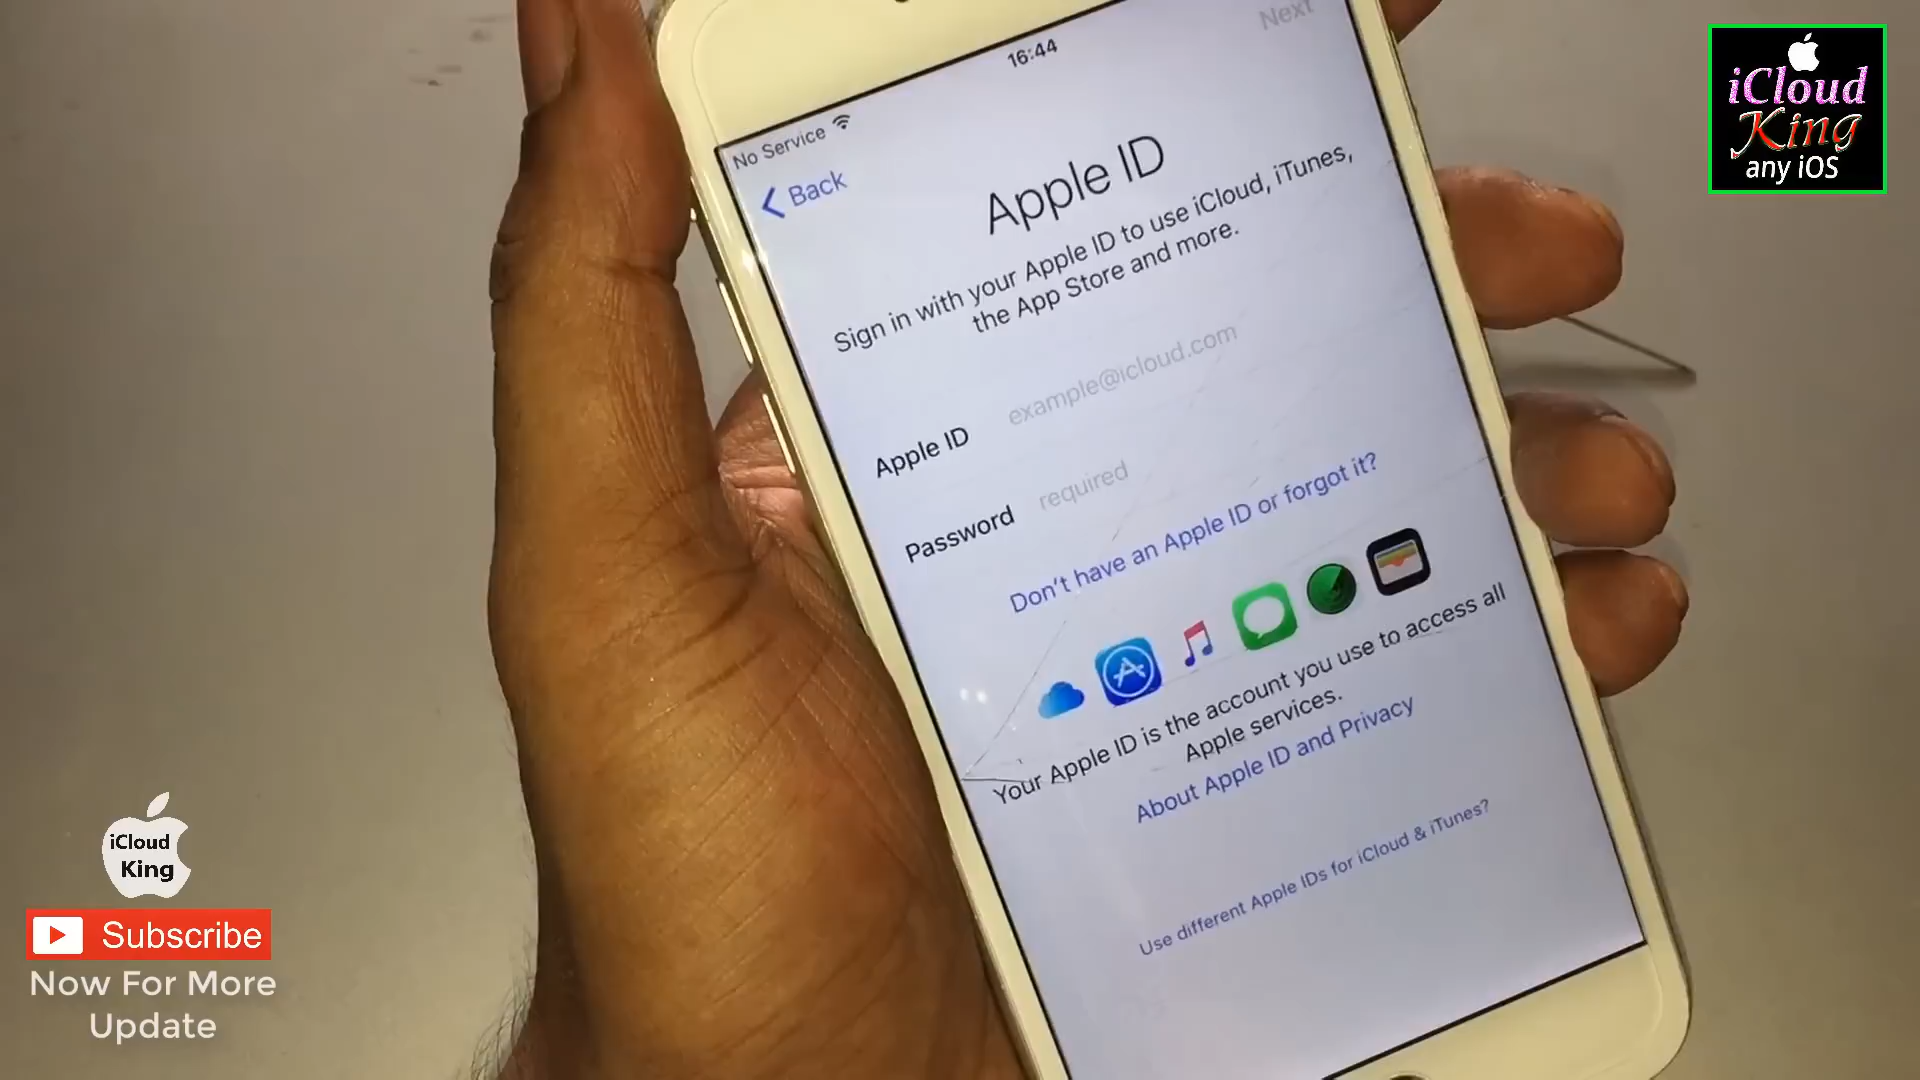 Next
16:44
No Service
Back
Apple ID
Sign in with your Apple ID to use iCloud, iTunes,
the App Store and more.
Apple ID example@icloud.com
Password required
Don't have an Apple ID or forgot it?
Your Apple ID is the account you use to access all
Apple services.
About Apple ID and Privacy
Use different Apple IDs for iCloud & iTunes?
iCloud
King
any iOS
iCloud
King
Subscribe
Now For More
Update